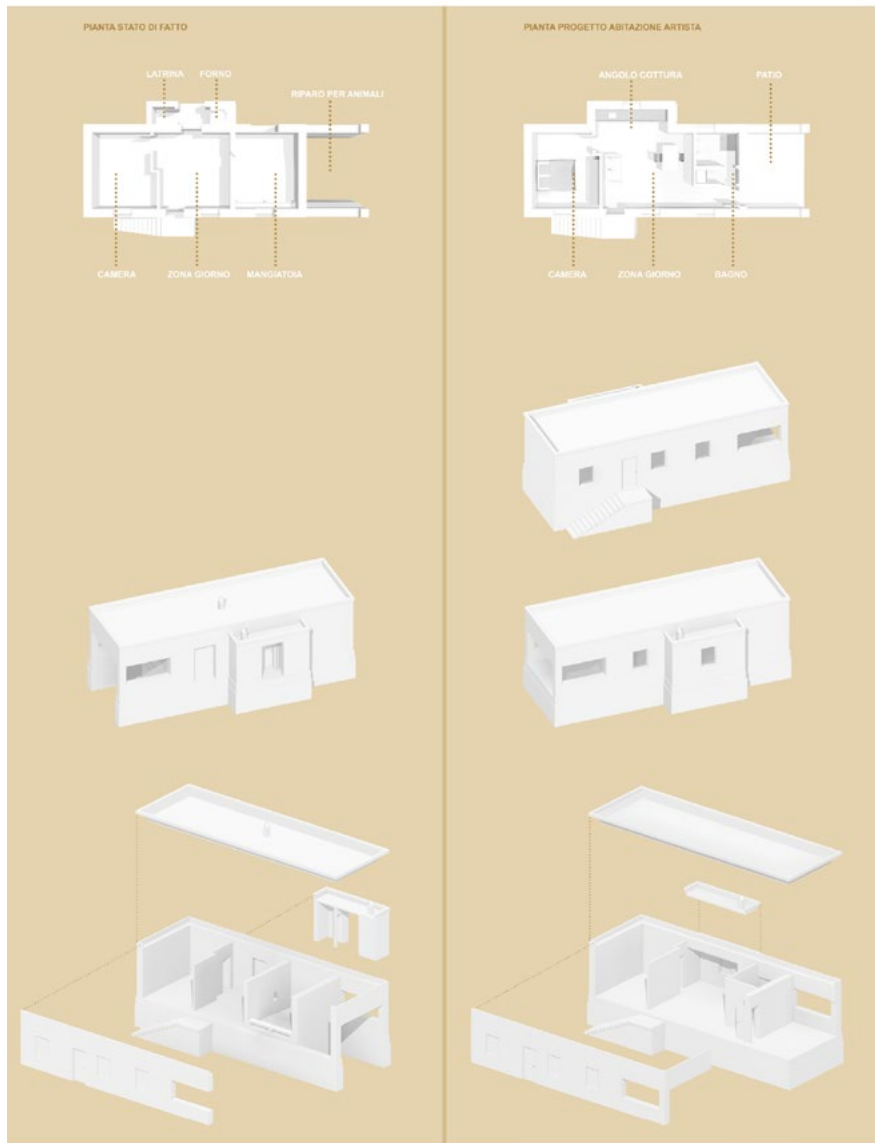 PIANTA STATO DI FATTO
LATRINA
FORNO
RIPARO PER ANIMALI
CAMERA
ZONA GIORNO
MANGIATOIA
PIANTA PROGETTO ABITAZIONE ARTISTA
ANGOLO COTTURA
PATIO
CAMERA
ZONA GIORNO
BAGNO